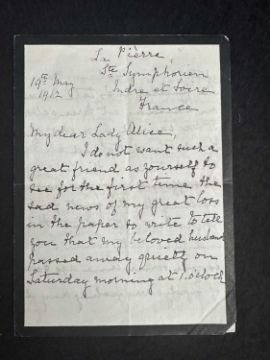 La Pierre,
Ste Symphorien
Indre et Loire
France
19th May
1912
My dear Lady Alice,
I do not want such a
great friend as yourself to
see for the first time the
sad news of my great loss
in the paper so write to tell
you that my beloved husband
passed away quietly on
Saturday morning at 1 o'clock